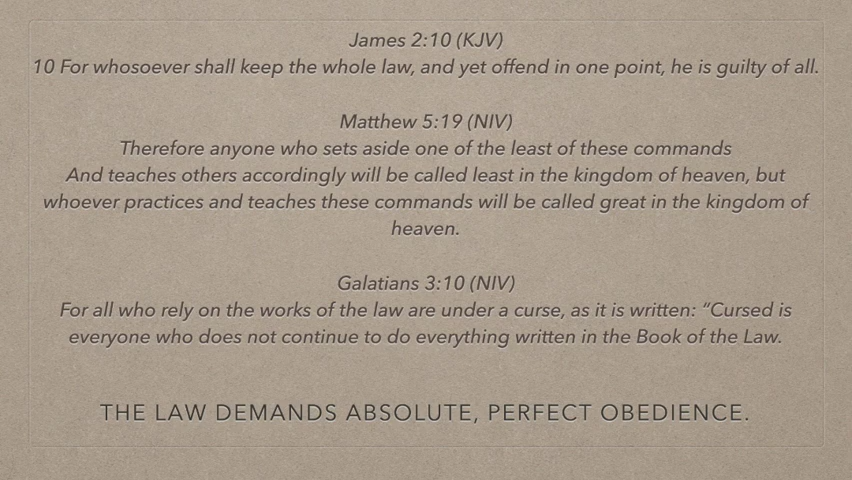 James 2:10 (KJV)
10 For whosoever shall keep the whole law, and yet offend in one point, he is guilty of all.
Matthew 5:19 (NIV)
Therefore anyone who sets aside one of the least of these commands
And teaches others accordingly will be called least in the kingdom of heaven, but
whoever practices and teaches these commands will be called great in the kingdom of
heaven.
Galatians 3:10 (NIV)
For all who rely on the works of the law are under a curse, as it is written: “Cursed is
everyone who does not continue to do everything written in the Book of the Law.
THE LAW DEMANDS ABSOLUTE, PERFECT OBEDIENCE.